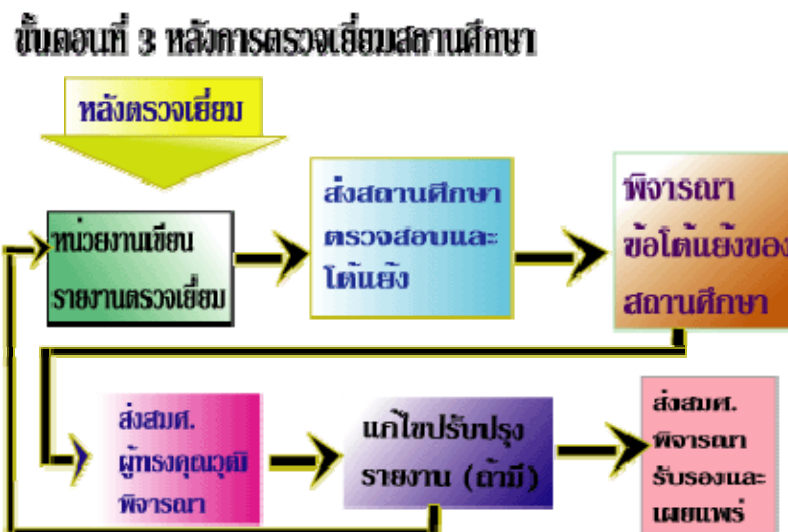 ขั้นตอนที่ 3 หลังการตรวจเยี่ยมสถานศึกษา
หลังตรวจเยี่ยม
หน่วยงานเขียน
รายงานตรวจเยี่ยม
ส่งสถานศึกษา
ตรวจสอบและ
โต้แย้ง
พิจารณา
ข้อโต้แย้งของ
สถานศึกษา
ส่งสมศ.
ผู้ทรงคุณวุฒิ
พิจารณา
แก้ไขปรับปรุง
รายงาน (ถ้ามี)
ส่งสมศ.
พิจารณา
รับรองและ
เผยแพร่